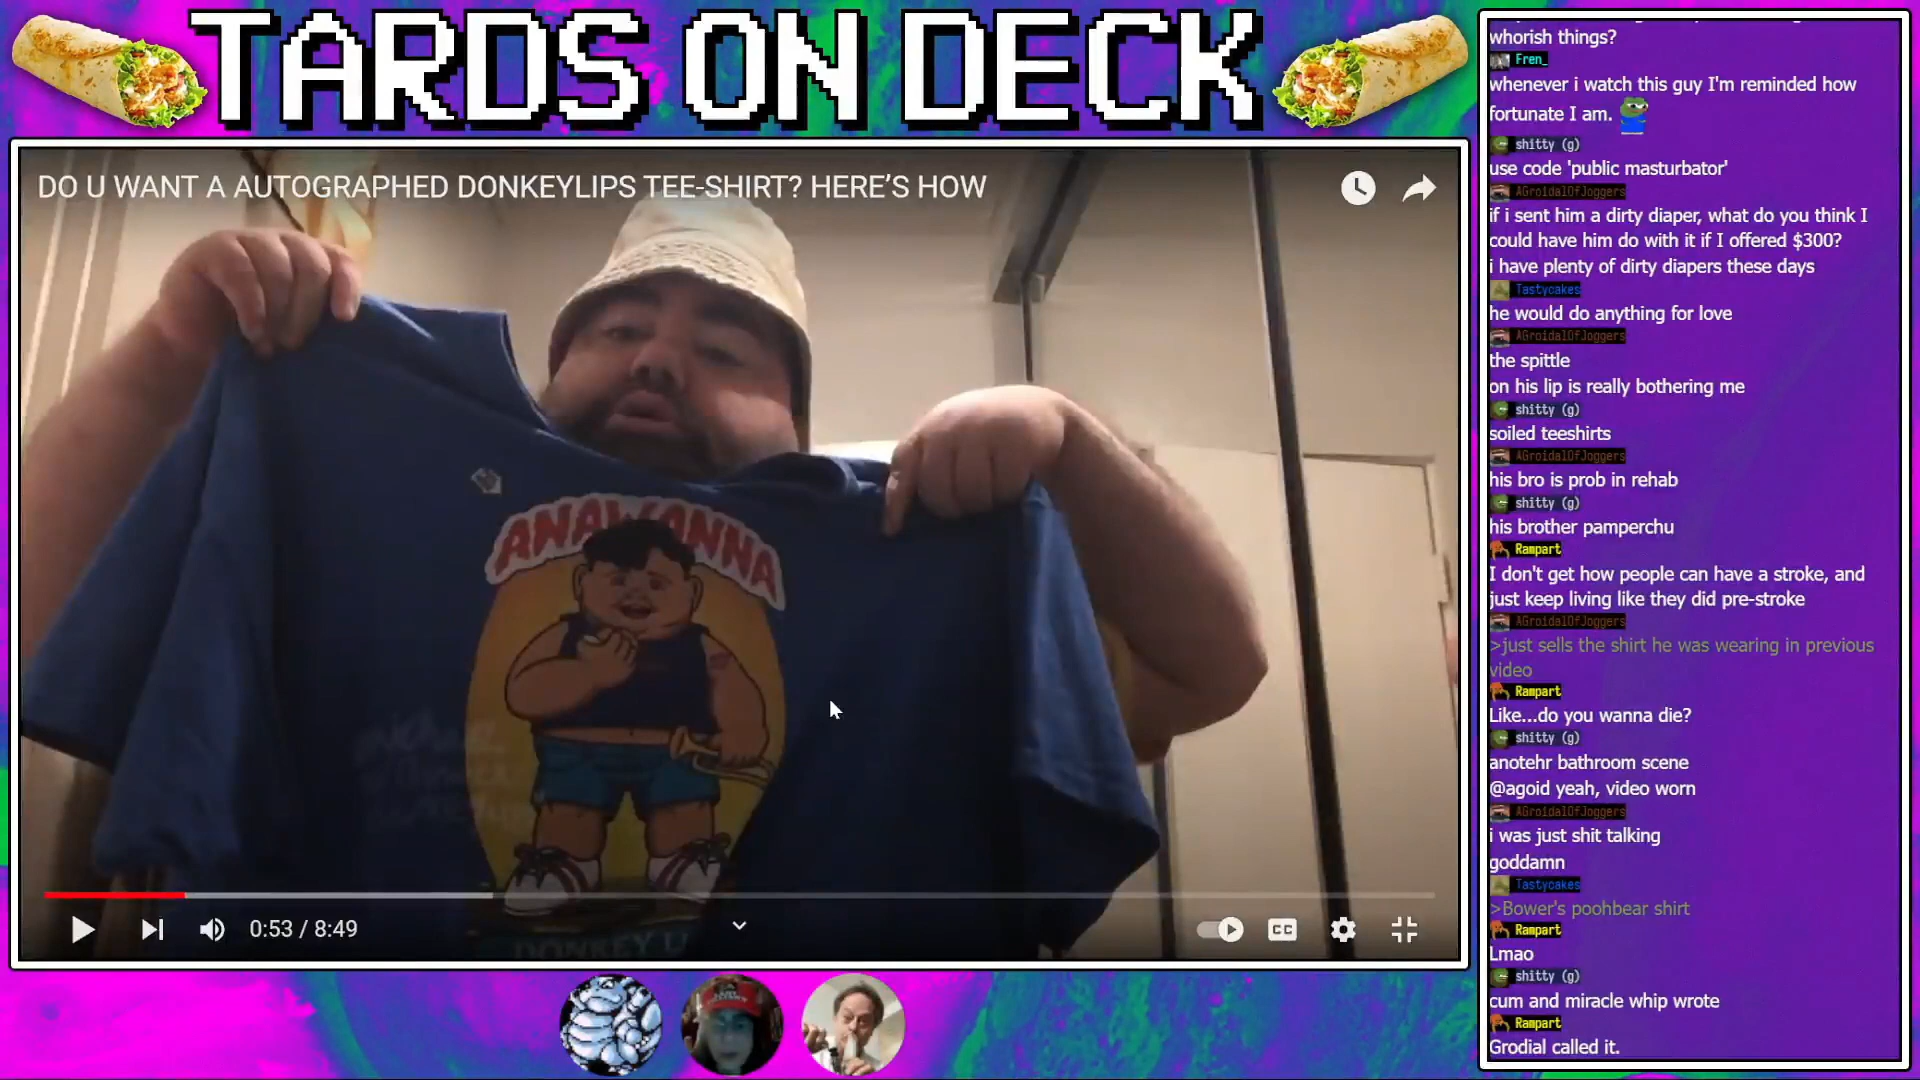 TARDS ON DECK
DO U WANT A AUTOGRAPHED DONKEYLIPS TEE-SHIRT? HERE’S HOW
ANAWANNA
DONKEY LI
0:53 / 8:49
CC
whorish things?
Fren_
whenever i watch this guy I'm reminded how
fortunate I am.
shitty (g)
use code 'public masturbator'
AGroidalOfJoggers
if i sent him a dirty diaper, what do you think I
could have him do with it if I offered $300?
i have plenty of dirty diapers these days
Tastycakes
he would do anything for love
AGroidalOfJoggers
the spittle
on his lip is really bothering me
shitty (g)
soiled teeshirts
AGroidalOfJoggers
his bro is prob in rehab
shitty (g)
his brother pamperchu
Rampart
I don't get how people can have a stroke, and
just keep living like they did pre-stroke
AGroidalOfJoggers
>just sells the shirt he was wearing in previous
video
Rampart
Like...do you wanna die?
shitty (g)
anotehr bathroom scene
@agoid yeah, video worn
AGroidalOfJoggers
i was just shit talking
goddamn
Tastycakes
>Bower's poohbear shirt
Rampart
Lmao
shitty (g)
cum and miracle whip wrote
Rampart
Grodial called it.